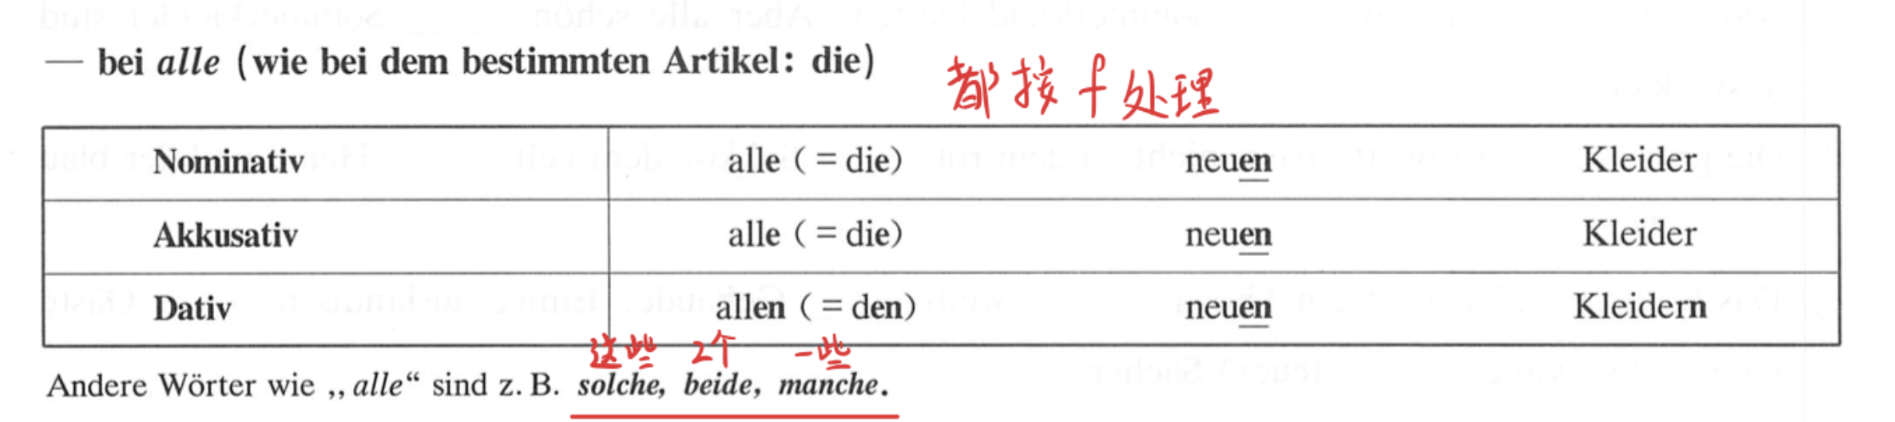 — bei alle (wie bei dem bestimmten Artikel: die)
都按f处理
Nominativ alle (= die) neuen Kleider
Akkusativ alle (= die) neuen Kleider
Dativ allen (= den) neuen Kleidern
这些 2个 一些
Andere Wörter wie „alle“ sind z. B. solche, beide, manche.